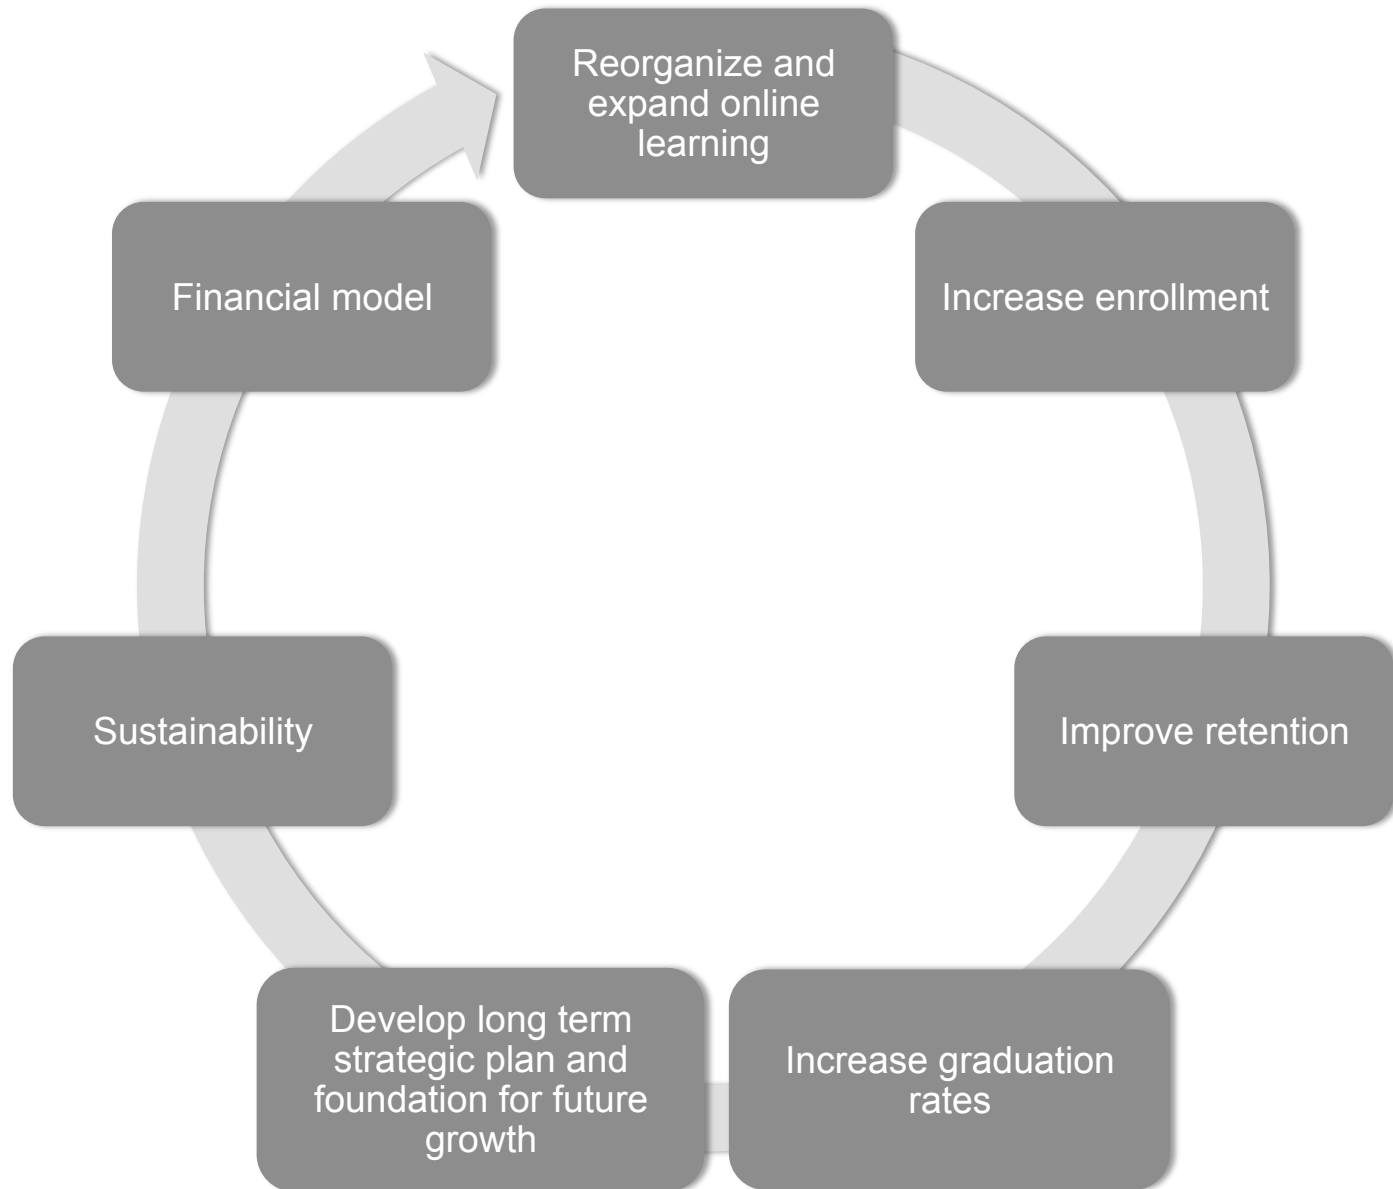 Reorganize and
expand online
learning
Increase enrollment
Improve retention
Increase graduation
rates
Develop long term
strategic plan and
foundation for future
growth
Sustainability
Financial model